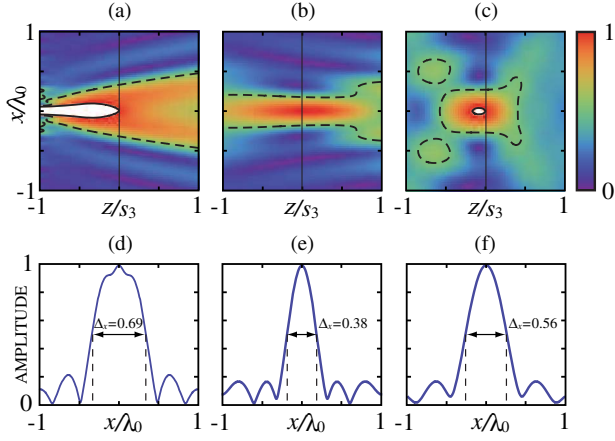 (a) (b) (c)
1 1
x/λ0
-1 0
-1 z/s3 1 -1 z/s3 1 -1 z/s3 1
(d) (e) (f)
1
AMPLITUDE
Δx=0.69 Δx=0.38 Δx=0.56
0
-1 x/λ0 1 -1 x/λ0 1 -1 x/λ0 1